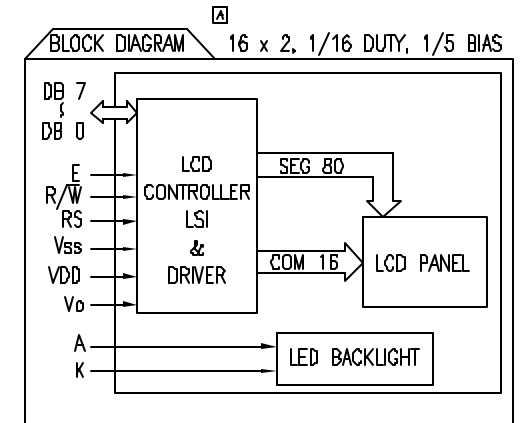 A
BLOCK DIAGRAM
16 x 2, 1/16 DUTY, 1/5 BIAS
DB 7
~
DB 0
E
R/W̅
RS
Vss
VDD
Vo
A
K
LCD
CONTROLLER
LSI
&
DRIVER
SEG 80
COM 16
LCD PANEL
LED BACKLIGHT